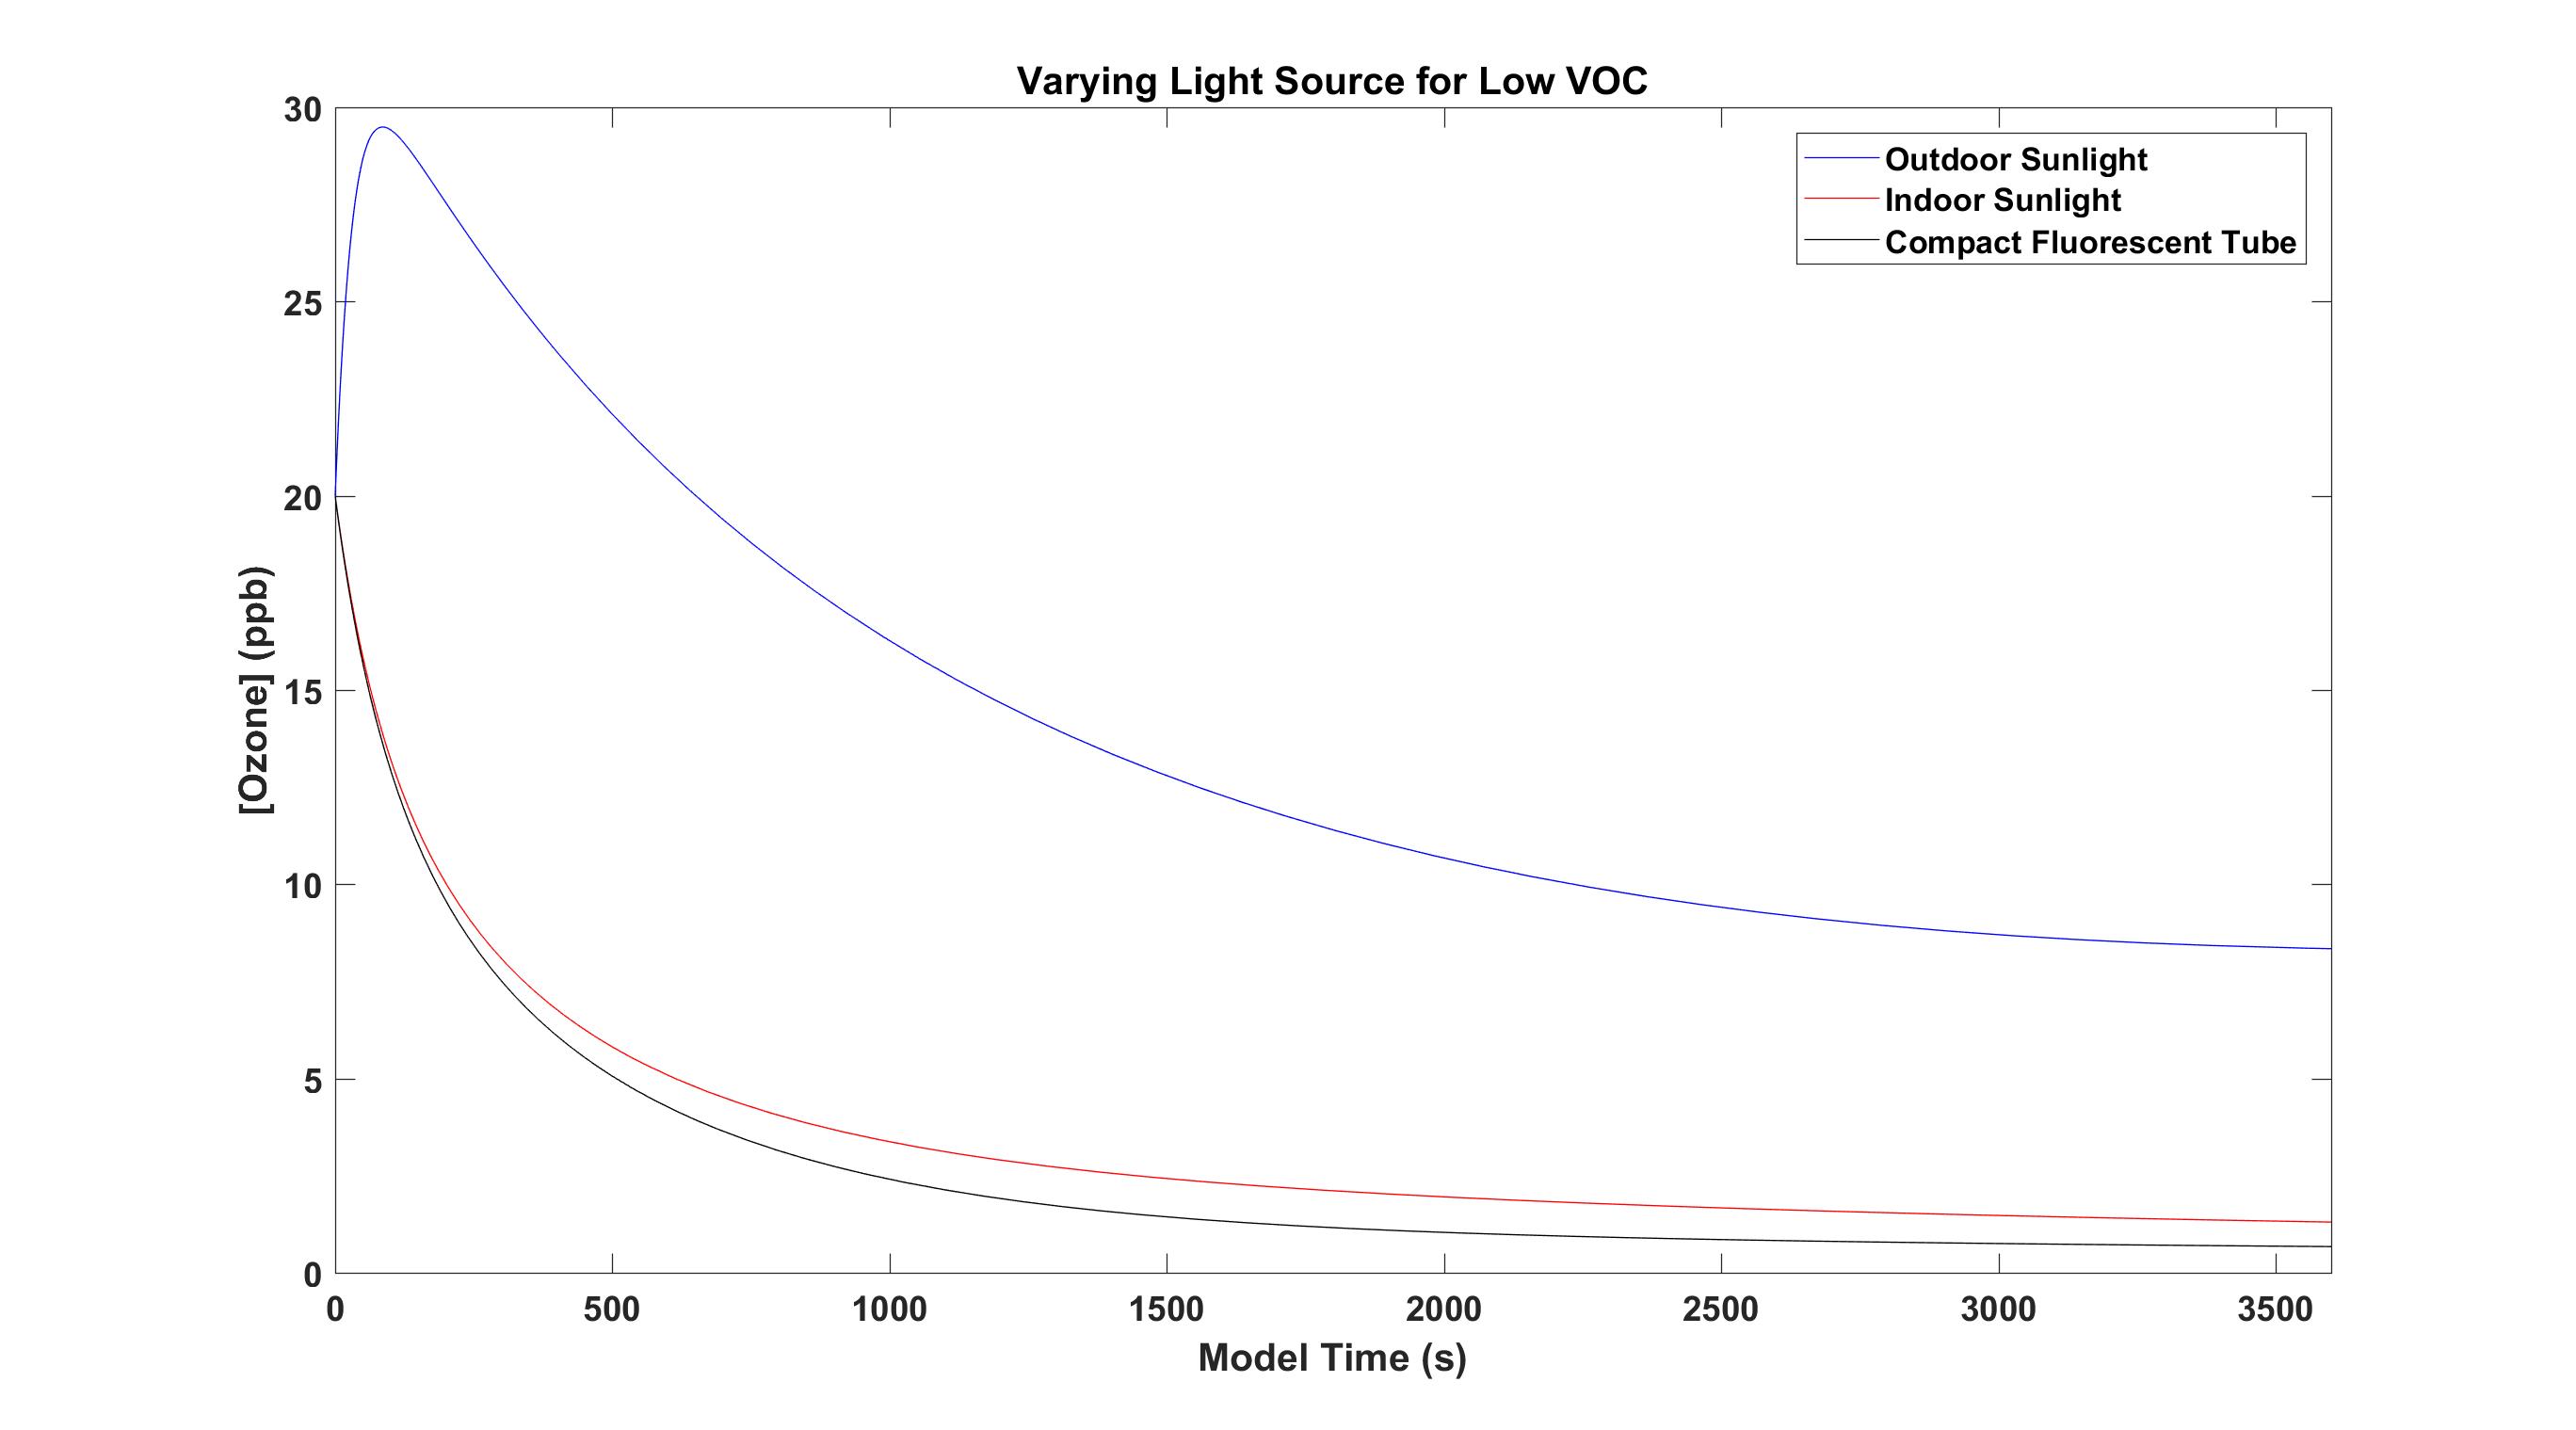 Varying Light Source for Low VOC
30
25
20
15
10
5
0
[Ozone] (ppb)
Outdoor Sunlight
Indoor Sunlight
Compact Fluorescent Tube
0 500 1000 1500 2000 2500 3000 3500
Model Time (s)